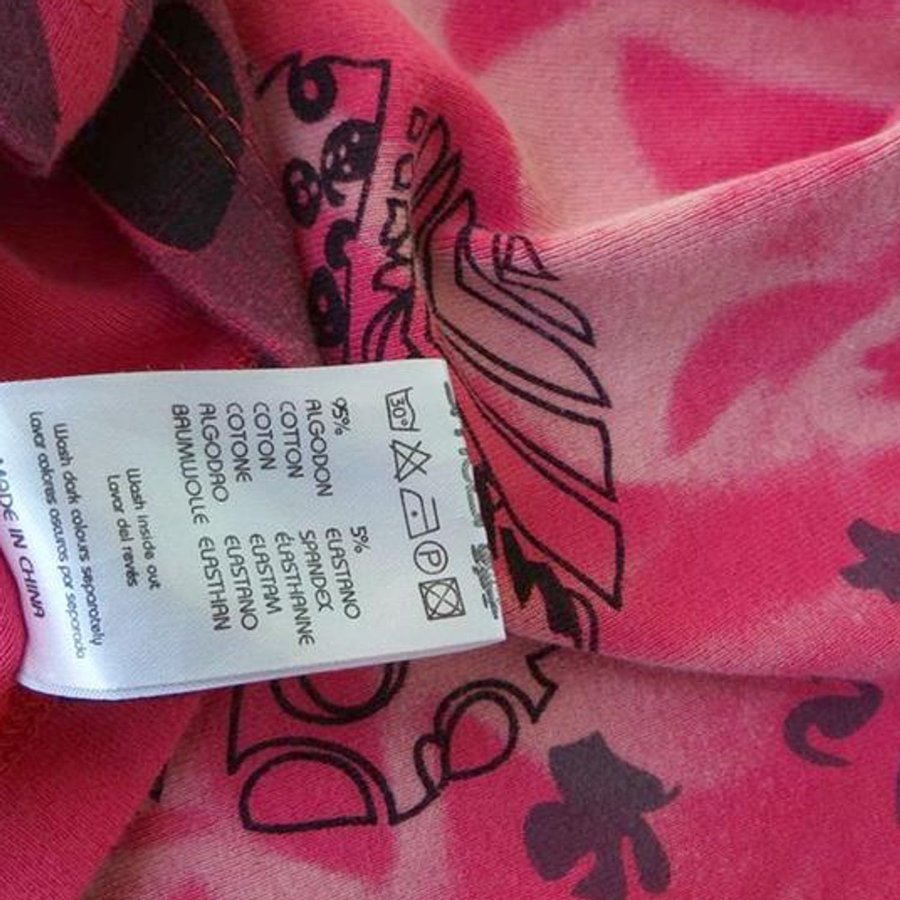 30°
P
95%
ALGODON
COTTON
COTON
COTONE
ALGODAO
BAUMWOLLE
5%
ELASTANO
SPANDEX
ÉLASTHANNE
ELASTAM
ELASTANO
ELASTHAN
Wash inside out
Lavar del revés
Wash dark colours separately
Lavar colores oscuros por separado
MADE IN CHINA